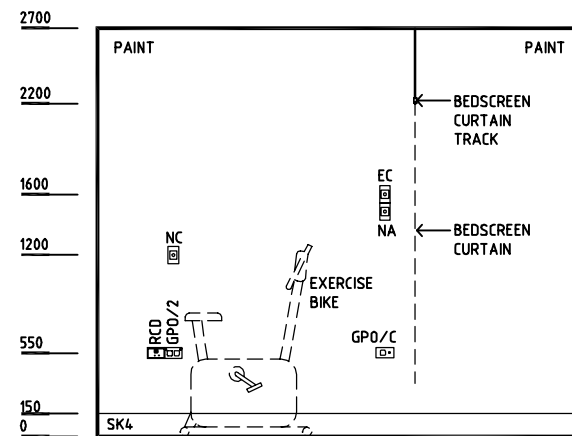 2700
PAINT
PAINT
2200
BEDSCREEN
CURTAIN
TRACK
EC
1600
NA
BEDSCREEN
CURTAIN
NC
1200
EXERCISE
BIKE
RCD
GPO/2
GPO/C
550
150
SK4
0